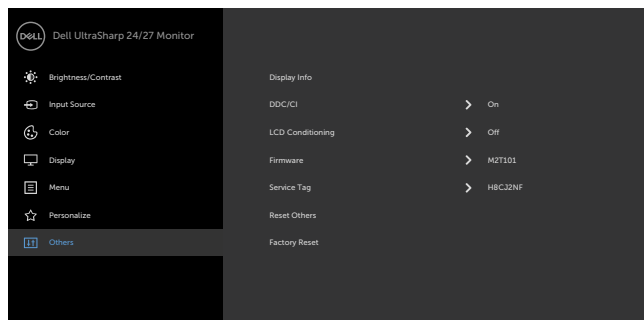 DELL Dell UltraSharp 24/27 Monitor
Brightness/Contrast
Input Source
Color
Display
Menu
Personalize
Others
Display Info
DDC/CI > On
LCD Conditioning > Off
Firmware > M2T101
Service Tag > H8CJ2NF
Reset Others
Factory Reset